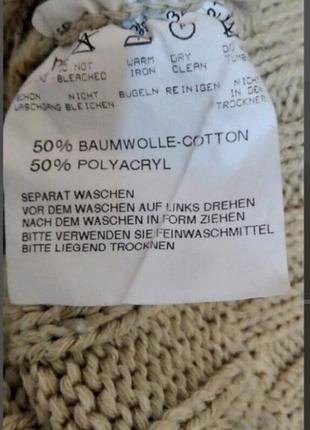 NOT WARM DRY DO
BLEACHED IRON CLEAN
NICHT BÜGELN REINIGEN IN DEN
BLEICHEN TROCKNER
50% BAUMWOLLE-COTTON
50% POLYACRYL
SEPARAT WASCHEN
VOR DEM WASCHEN AUF LINKS DREHEN
NACH DEM WASCHEN IN FORM ZIEHEN
BITTE VERWENDEN SIE FEINWASCHMITTEL
BITTE LIEGEND TROCKNEN